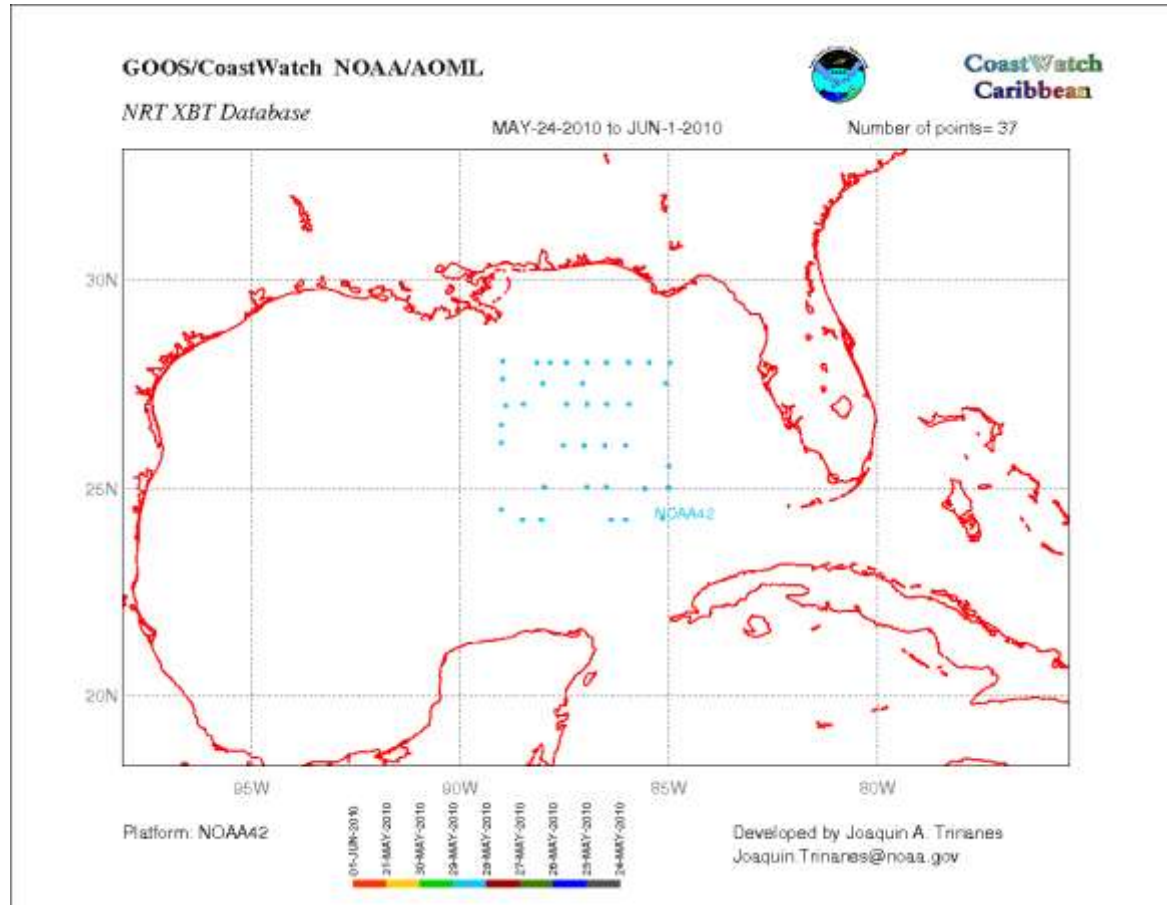 GOOS/CoastWatch NOAA/AOML
CoastWatch
Caribbean
NRT XBT Database
MAY-24-2010 to JUN-1-2010
Number of points= 37
30N
25N
NOAA42
20N
95W
90W
85W
80W
Platform: NOAA42
01-JUN-2010
31-MAY-2010
30-MAY-2010
29-MAY-2010
28-MAY-2010
27-MAY-2010
26-MAY-2010
25-MAY-2010
24-MAY-2010
Developed by Joaquin A. Trinanes
Joaquin.Trinanes@noaa.gov